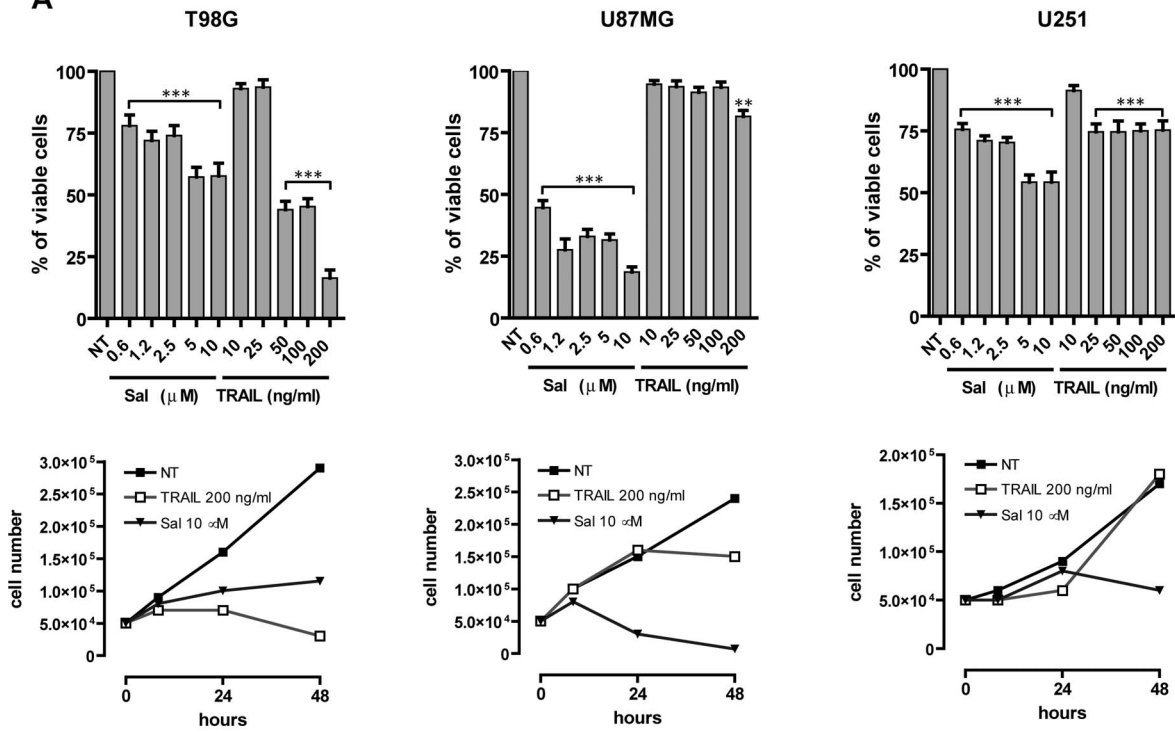 A
T98G
U87MG
U251
% of viable cells
100
75
50
25
0
***
***
NT 0.6 1.2 2.5 5 10 10 25 50 100 200
Sal (μ M) TRAIL (ng/ml)
% of viable cells
100
75
50
25
0
***
**
NT 0.6 1.2 2.5 5 10 10 25 50 100 200
Sal (μ M) TRAIL (ng/ml)
% of viable cells
100
75
50
25
0
***
***
NT 0.6 1.2 2.5 5 10 10 25 50 100 200
Sal (μ M) TRAIL (ng/ml)
cell number
3.0×10⁵
2.5×10⁵
2.0×10⁵
1.5×10⁵
1.0×10⁵
5.0×10⁴
0
NT
TRAIL 200 ng/ml
Sal 10 ∝M
0 24 48
hours
cell number
3.0×10⁵
2.5×10⁵
2.0×10⁵
1.5×10⁵
1.0×10⁵
5.0×10⁴
0
NT
TRAIL 200 ng/ml
Sal 10 ∝M
0 24 48
hours
cell number
2.0×10⁵
1.5×10⁵
1.0×10⁵
5.0×10⁴
0
NT
TRAIL 200 ng/ml
Sal 10 ∝M
0 24 48
hours